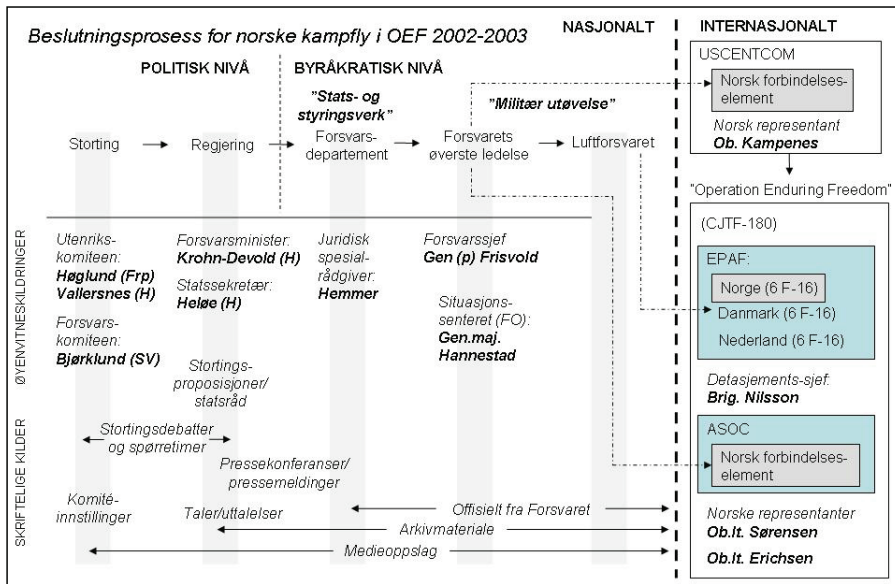 Beslutningsprosess for norske kampfly i OEF 2002-2003
NASJONALT
INTERNASJONALT
POLITISK NIVÅ
BYRÅKRATISK NIVÅ
"Stats- og
styringsverk"
"Militær utøvelse"
Storting
Regjering
Forsvars-
departement
Forsvarets
øverste ledelse
Luftforsvaret
USCENTCOM
Norsk forbindelses-
element
Norsk representant
Ob. Kampenes
"Operation Enduring Freedom"
(CJTF-180)
EPAF:
Norge (6 F-16)
Danmark (6 F-16)
Nederland (6 F-16)
Detasjements-sjef:
Brig. Nilsson
ASOC
Norsk forbindelses-
element
Norske representanter
Ob.lt. Sørensen
Ob.lt. Erichsen
ØYENVITNESKILDRINGER
Utenriks-
komiteen:
Høglund (Frp)
Vallersnes (H)
Forsvars-
komiteen:
Bjørklund (SV)
Forsvarsminister:
Krohn-Devold (H)
Statssekretær:
Heløe (H)
Juridisk
spesial-
rådgiver:
Hemmer
Forsvarssjef
Gen (p) Frisvold
Situasjons-
senteret (FO):
Gen.maj.
Hannestad
SKRIFTELIGE KILDER
Stortings-
proposisjoner/
statsråd
Stortingsdebatter
og spørretimer
Pressekonferanser/
pressemeldinger
Komité-
innstillinger
Taler/uttalelser
Offisielt fra Forsvaret
Arkivmateriale
Medieoppslag